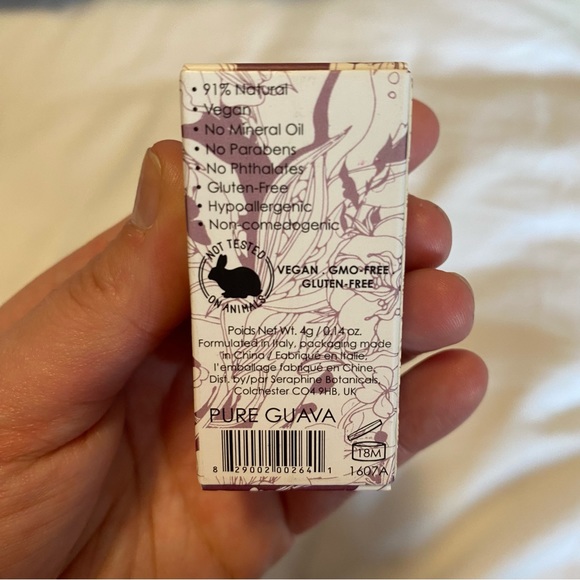 • 91% Natural
• Vegan
• No Mineral Oil
• No Parabens
• No Phthalates
• Gluten-Free
• Hypoallergenic
• Non-comedogenic
NOT TESTED
ON ANIMALS
VEGAN . GMO-FREE .
GLUTEN-FREE
Poids Net Wt. 4g / 0.14 oz.
Formulated in Italy, packaging made
in China / Fabriqué en Italie,
l'emballage fabriqué en Chine.
Dist. by/par Seraphine Botanicals,
Colchester CO4 9HB, UK
PURE GUAVA
18M
8 29002 00264 1
1607A